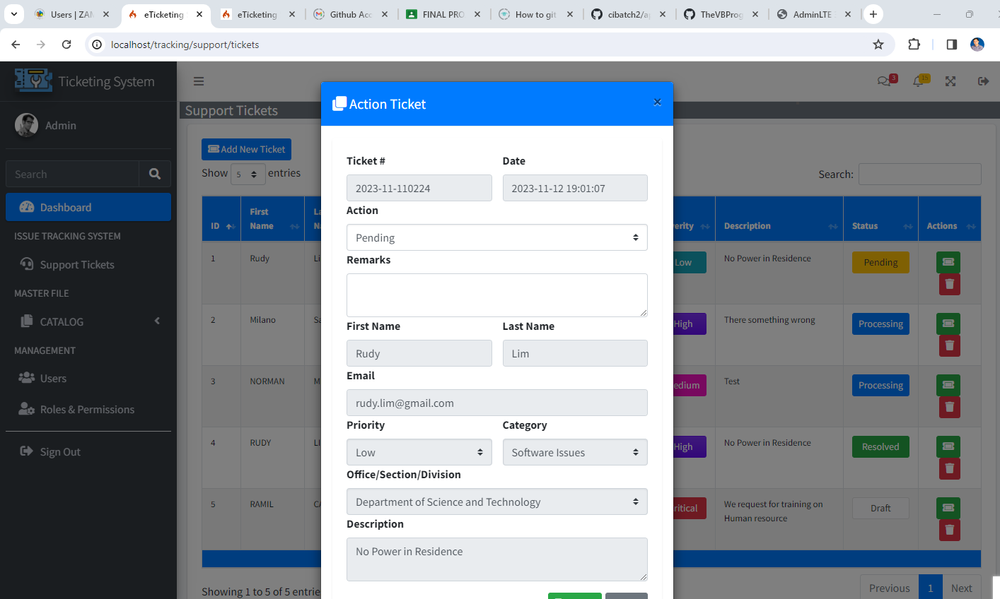 Users | ZAM
eTicketing
eTicketing
Github Acc
FINAL PRO
How to git
cibatch2/ap
TheVBProg
AdminLTE
localhost/tracking/support/tickets
Ticketing System
3
15
Support Tickets
Admin
Search
Dashboard
ISSUE TRACKING SYSTEM
Support Tickets
MASTER FILE
CATALOG
MANAGEMENT
Users
Roles & Permissions
Sign Out
Add New Ticket
Show 5 entries
Search:
ID First Name La N verity Description Status Actions
1 Rudy Li Low No Power in Residence Pending
2 Milano Sa High There something wrong Processing
3 NORMAN M edium Test Processing
4 RUDY LI High No Power in Residence Resolved
5 RAMIL CA ritical We request for training on Human resource Draft
Showing 1 to 5 of 5 entrie
Previous 1 Next
Action Ticket ×
Ticket # Date
2023-11-110224 2023-11-12 19:01:07
Action
Pending
Remarks
First Name Last Name
Rudy Lim
Email
rudy.lim@gmail.com
Priority Category
Low Software Issues
Office/Section/Division
Department of Science and Technology
Description
No Power in Residence